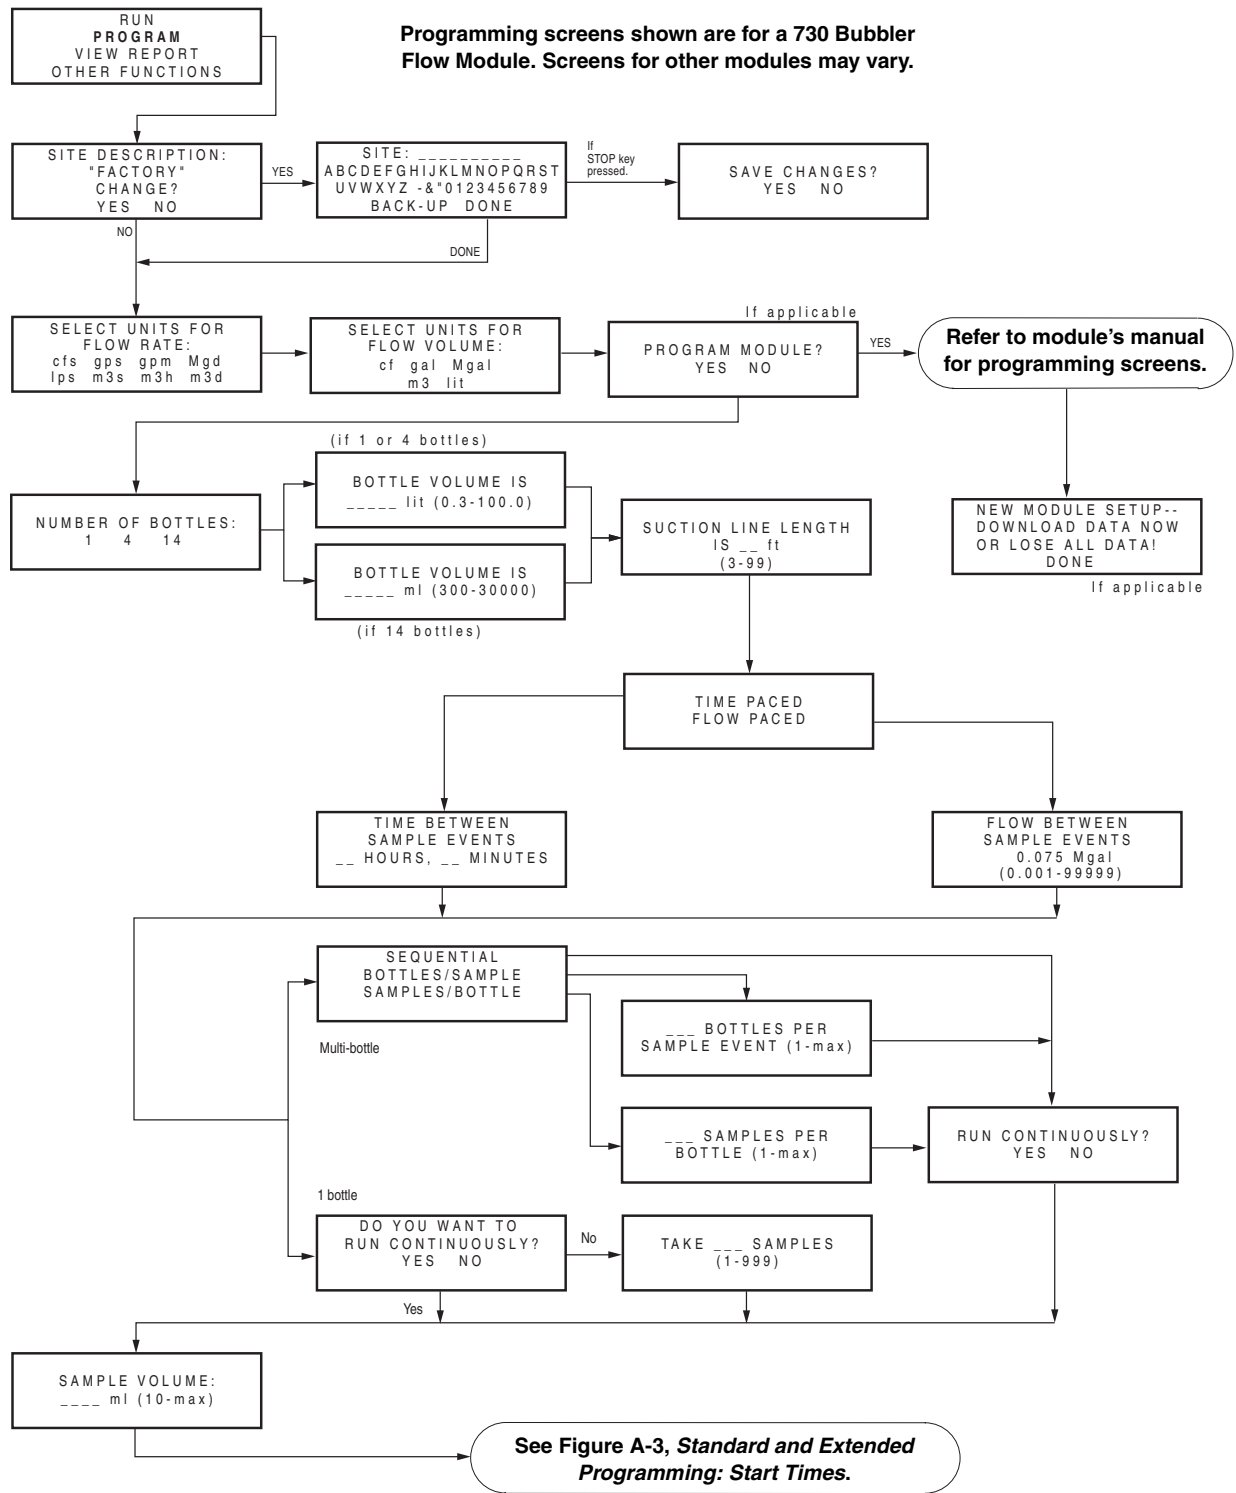 RUN
PROGRAM
VIEW REPORT
OTHER FUNCTIONS
Programming screens shown are for a 730 Bubbler
Flow Module. Screens for other modules may vary.
SITE DESCRIPTION:
"FACTORY"
CHANGE?
YES NO
YES
SITE: __________
ABCDEFGHIJKLMNOPQRST
UVWXYZ -&"0123456789
BACK-UP DONE
If
STOP key
pressed.
SAVE CHANGES?
YES NO
NO
DONE
SELECT UNITS FOR
FLOW RATE:
cfs gps gpm Mgd
lps m3s m3h m3d
SELECT UNITS FOR
FLOW VOLUME:
cf gal Mgal
m3 lit
If applicable
PROGRAM MODULE?
YES NO
YES
Refer to module's manual
for programming screens.
NUMBER OF BOTTLES:
1 4 14
(if 1 or 4 bottles)
BOTTLE VOLUME IS
_____ lit (0.3-100.0)
BOTTLE VOLUME IS
_____ ml (300-30000)
(if 14 bottles)
SUCTION LINE LENGTH
IS __ ft
(3-99)
NEW MODULE SETUP--
DOWNLOAD DATA NOW
OR LOSE ALL DATA!
DONE
If applicable
TIME PACED
FLOW PACED
TIME BETWEEN
SAMPLE EVENTS
__ HOURS, __ MINUTES
FLOW BETWEEN
SAMPLE EVENTS
0.075 Mgal
(0.001-99999)
SEQUENTIAL
BOTTLES/SAMPLE
SAMPLES/BOTTLE
Multi-bottle
___ BOTTLES PER
SAMPLE EVENT (1-max)
___ SAMPLES PER
BOTTLE (1-max)
RUN CONTINUOUSLY?
YES NO
1 bottle
DO YOU WANT TO
RUN CONTINUOUSLY?
YES NO
No
TAKE ___ SAMPLES
(1-999)
Yes
SAMPLE VOLUME:
____ ml (10-max)
See Figure A-3, Standard and Extended
Programming: Start Times.